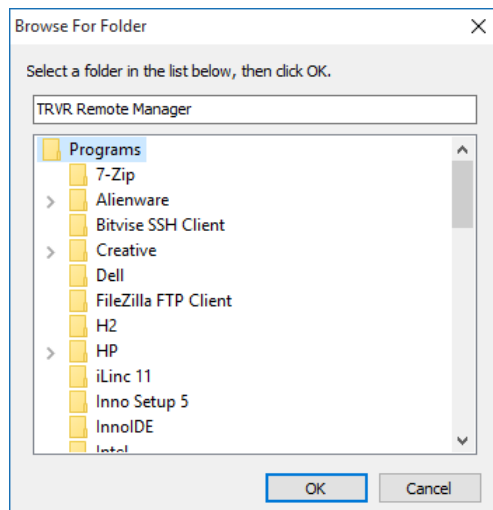 Browse For Folder
Select a folder in the list below, then click OK.
TRVR Remote Manager
Programs
7-Zip
Alienware
Bitvise SSH Client
Creative
Dell
FileZilla FTP Client
H2
HP
iLinc 11
Inno Setup 5
InnoIDE
Intel
OK
Cancel